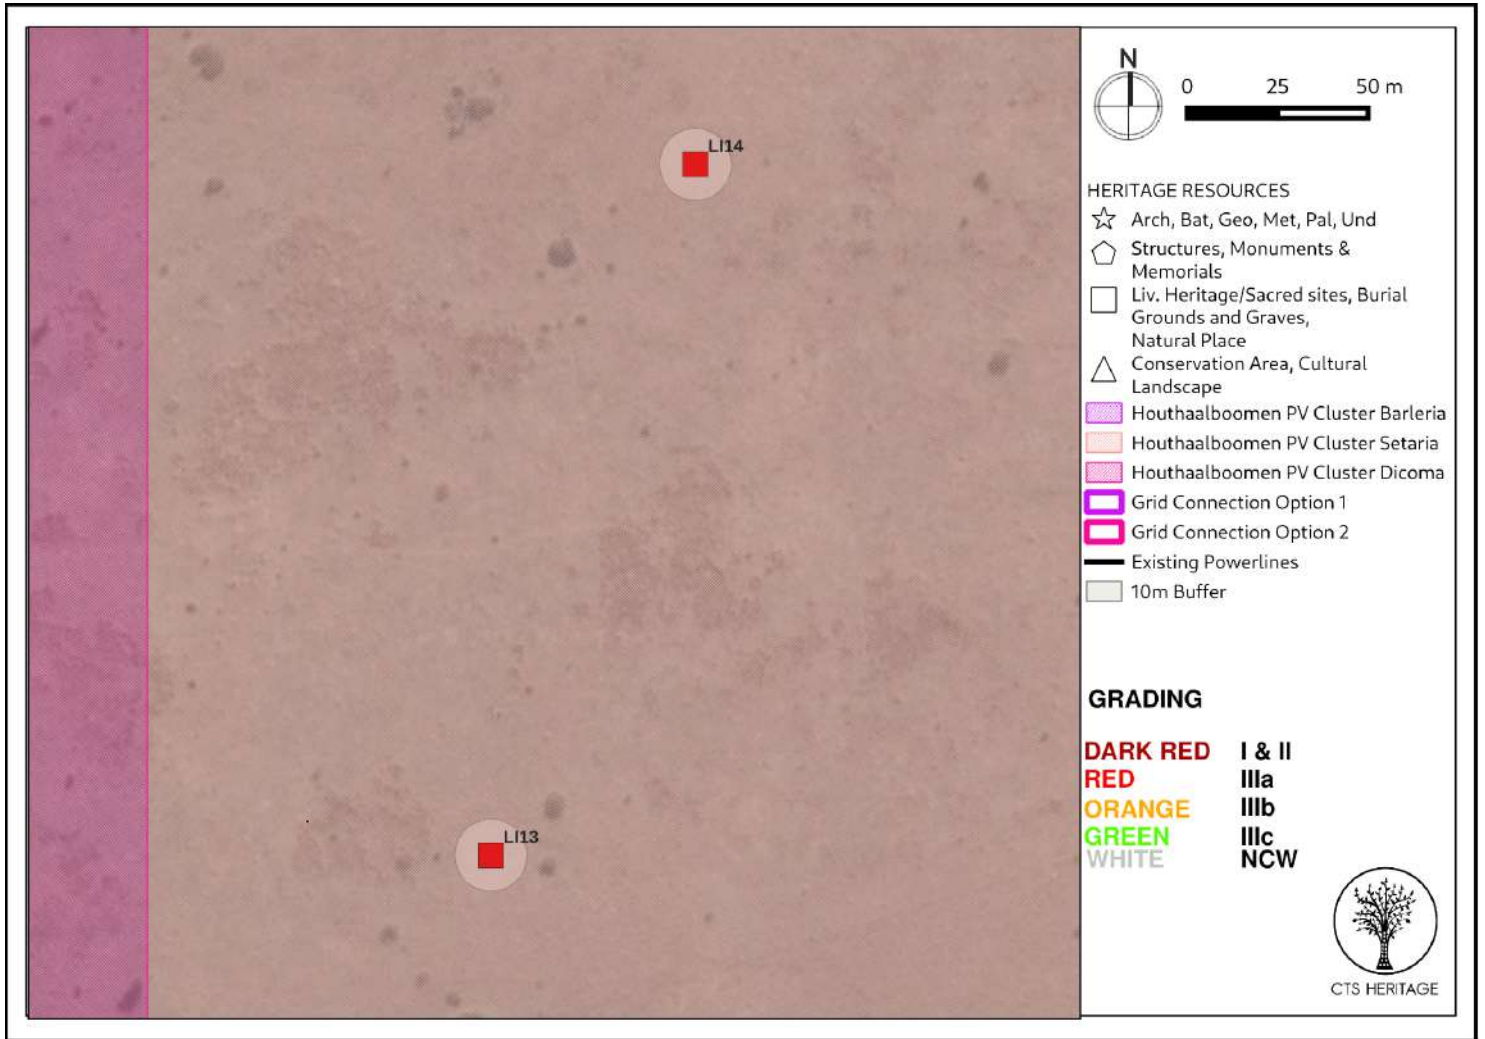 LI14
LI13
N
0 25 50 m
HERITAGE RESOURCES
Arch, Bat, Geo, Met, Pal, Und
Structures, Monuments &
Memorials
Liv. Heritage/Sacred sites, Burial
Grounds and Graves,
Natural Place
Conservation Area, Cultural
Landscape
Houthaalboomen PV Cluster Barleria
Houthaalboomen PV Cluster Setaria
Houthaalboomen PV Cluster Dicoma
Grid Connection Option 1
Grid Connection Option 2
Existing Powerlines
10m Buffer
GRADING
DARK RED I & II
RED IIIa
ORANGE IIIb
GREEN IIIc
WHITE NCW
CTS HERITAGE